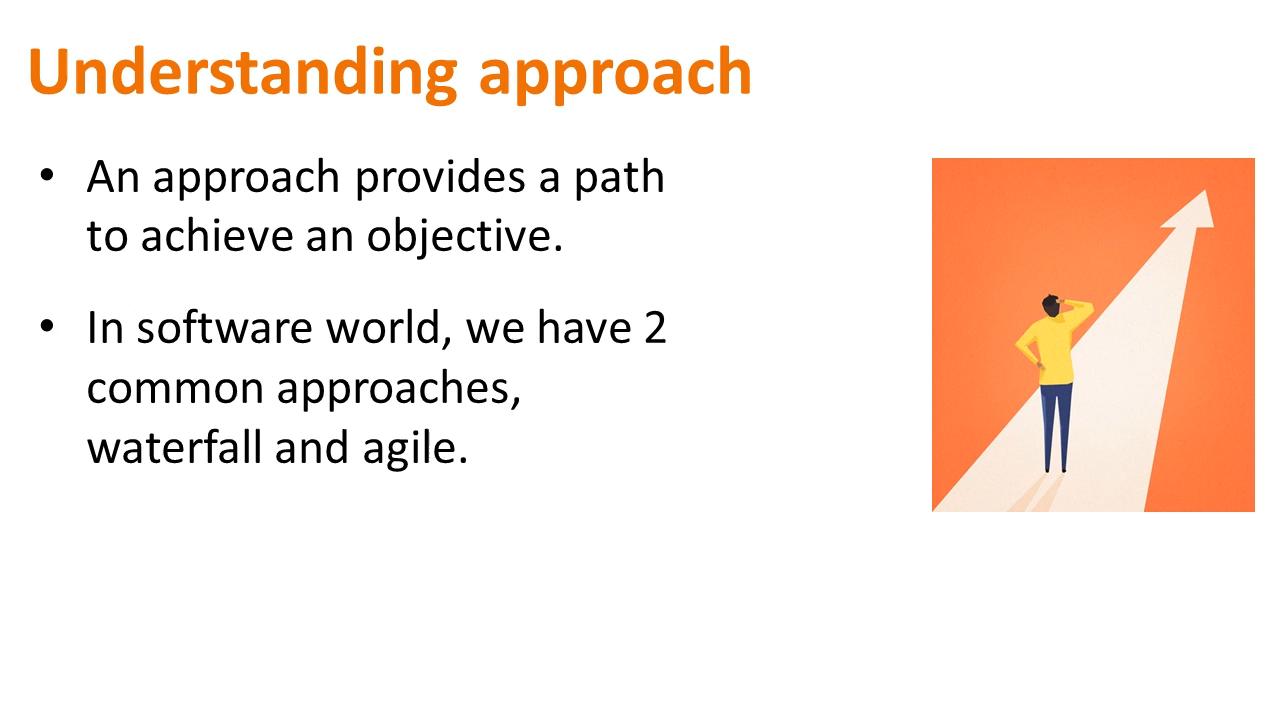 Understanding approach
• An approach provides a path
to achieve an objective.
• In software world, we have 2
common approaches,
waterfall and agile.